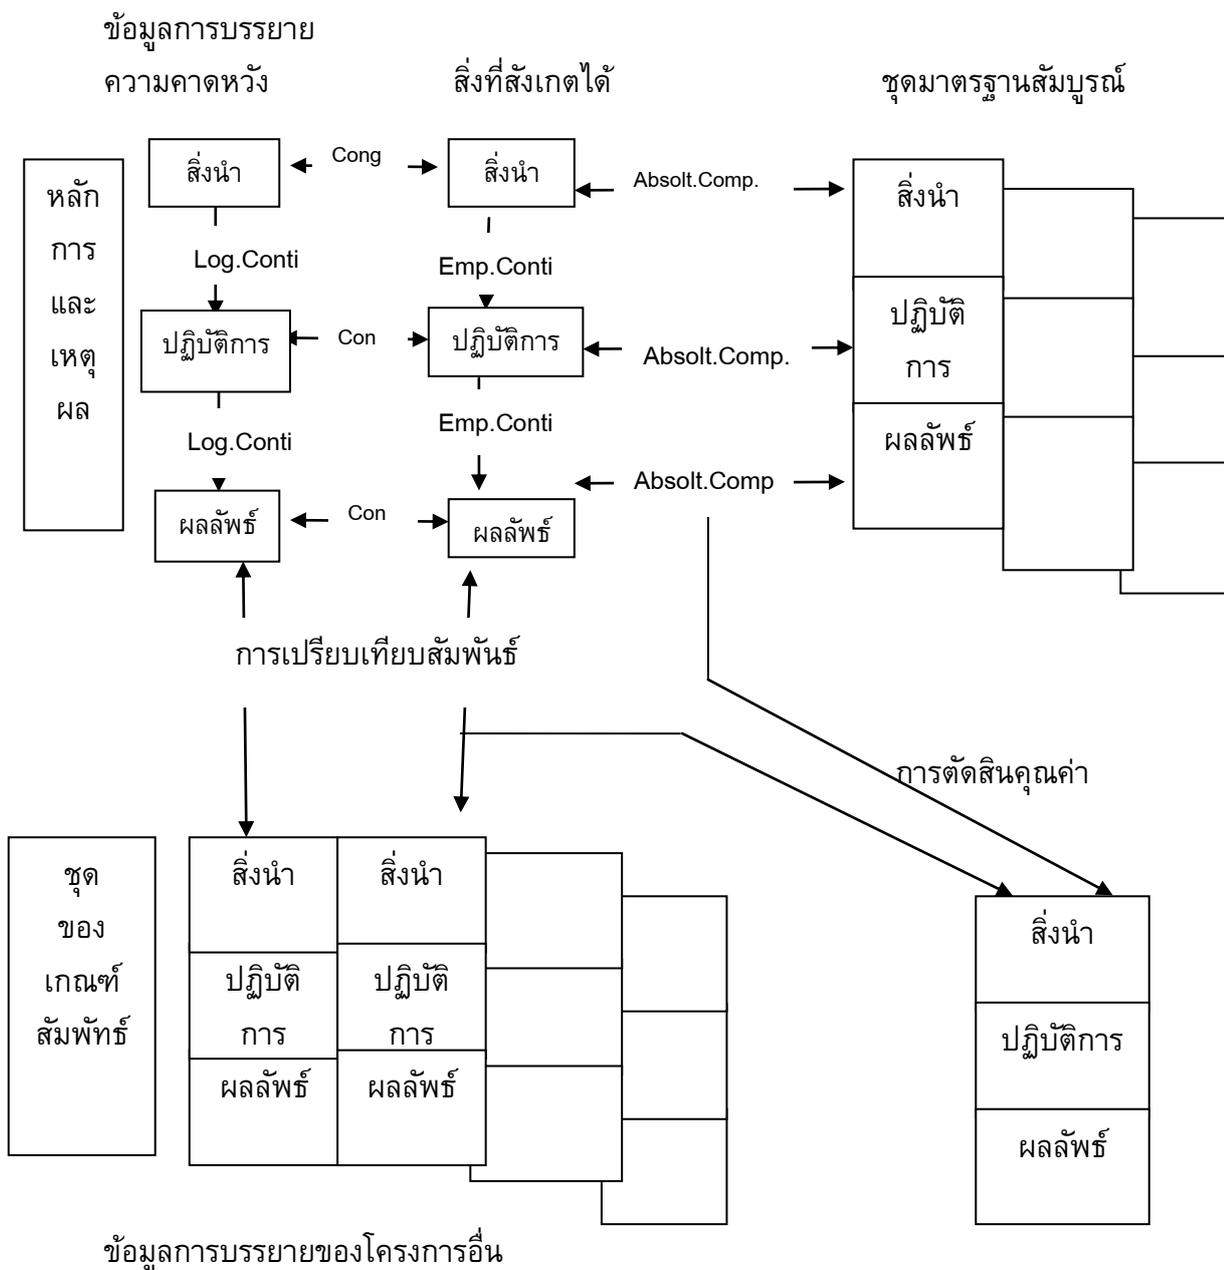 ข้อมูลการบรรยาย
ความคาดหวัง
สิ่งที่สังเกตได้
ชุดมาตรฐานสัมบูรณ์
หลัก
การ
และ
เหตุ
ผล
สิ่งนำ
Cong
สิ่งนำ
Absolt.Comp.
สิ่งนำ
Log.Conti
Emp.Conti
ปฏิบัติการ
Con
ปฏิบัติการ
Absolt.Comp.
ปฏิบัติ
การ
Log.Conti
Emp.Conti
ผลลัพธ์
Con
ผลลัพธ์
Absolt.Comp
ผลลัพธ์
การเปรียบเทียบสัมพันธ์
การตัดสินคุณค่า
ชุด
ของ
เกณฑ์
สัมพัทธ์
สิ่งนำ
สิ่งนำ
ปฏิบัติ
การ
ปฏิบัติ
การ
ผลลัพธ์
ผลลัพธ์
สิ่งนำ
ปฏิบัติการ
ผลลัพธ์
ข้อมูลการบรรยายของโครงการอื่น